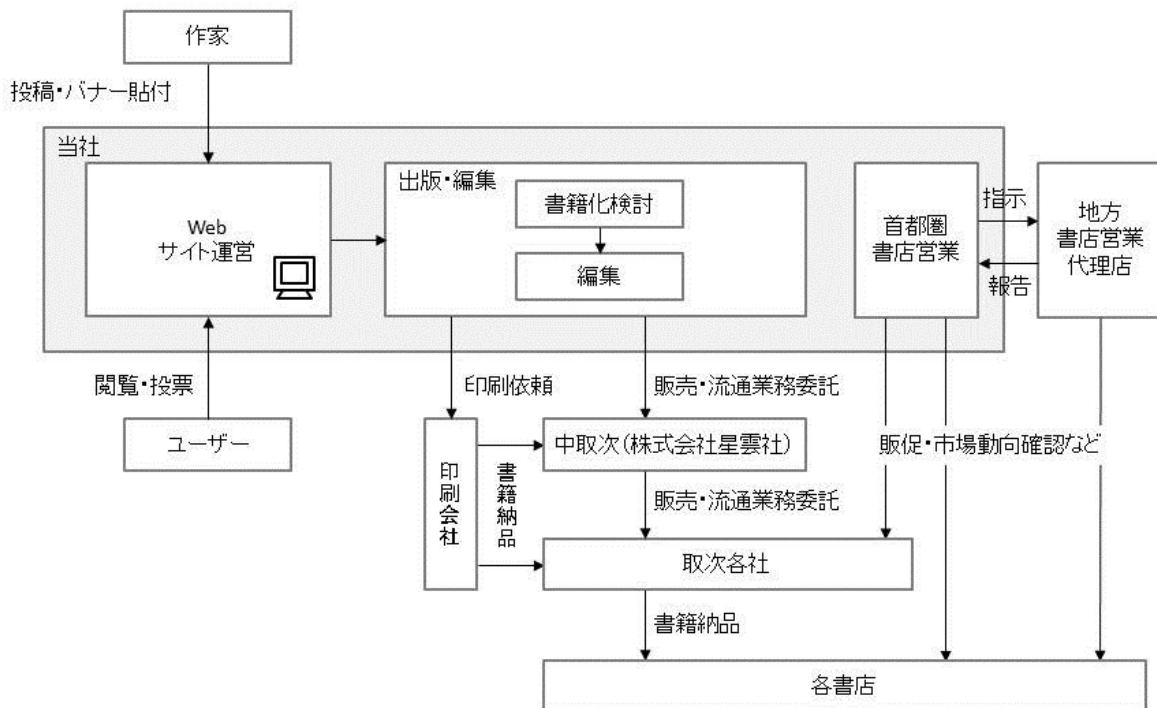 作家
投稿・バナー貼付
当社
Web
サイト運営
出版・編集
書籍化検討
編集
首都圏
書店営業
指示
報告
地方
書店営業
代理店
閲覧・投票
ユーザー
印刷依頼
販売・流通業務委託
印刷会社
書籍納品
中取次(株式会社星雲社)
販売・流通業務委託
販促・市場動向確認など
取次各社
書籍納品
各書店